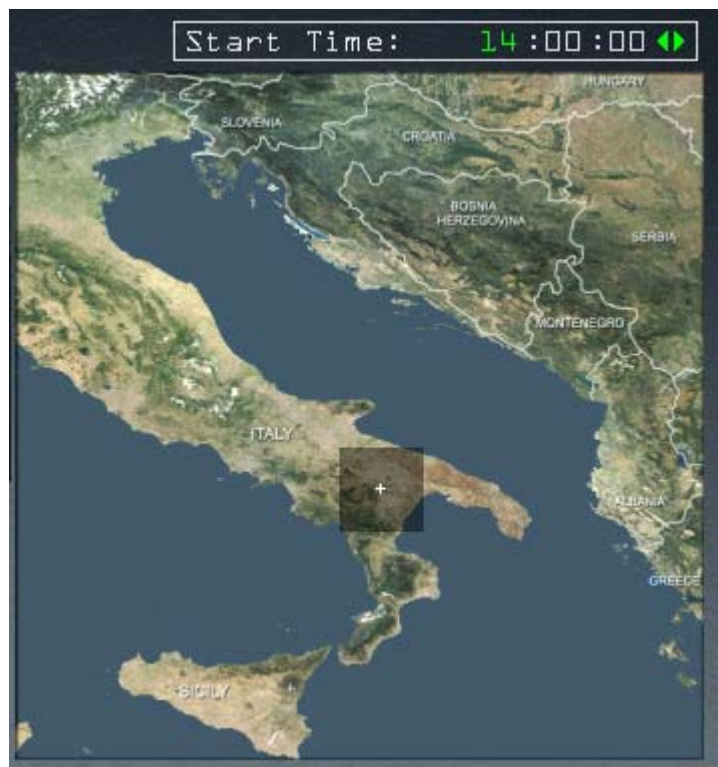 Start Time: 14:00:00
HUNGARY
SLOVENIA
CROATIA
BOSNIA
HERZEGOVINA
SERBIA
MONTENEGRO
ITALY
ALBANIA
GREECE
SICILY